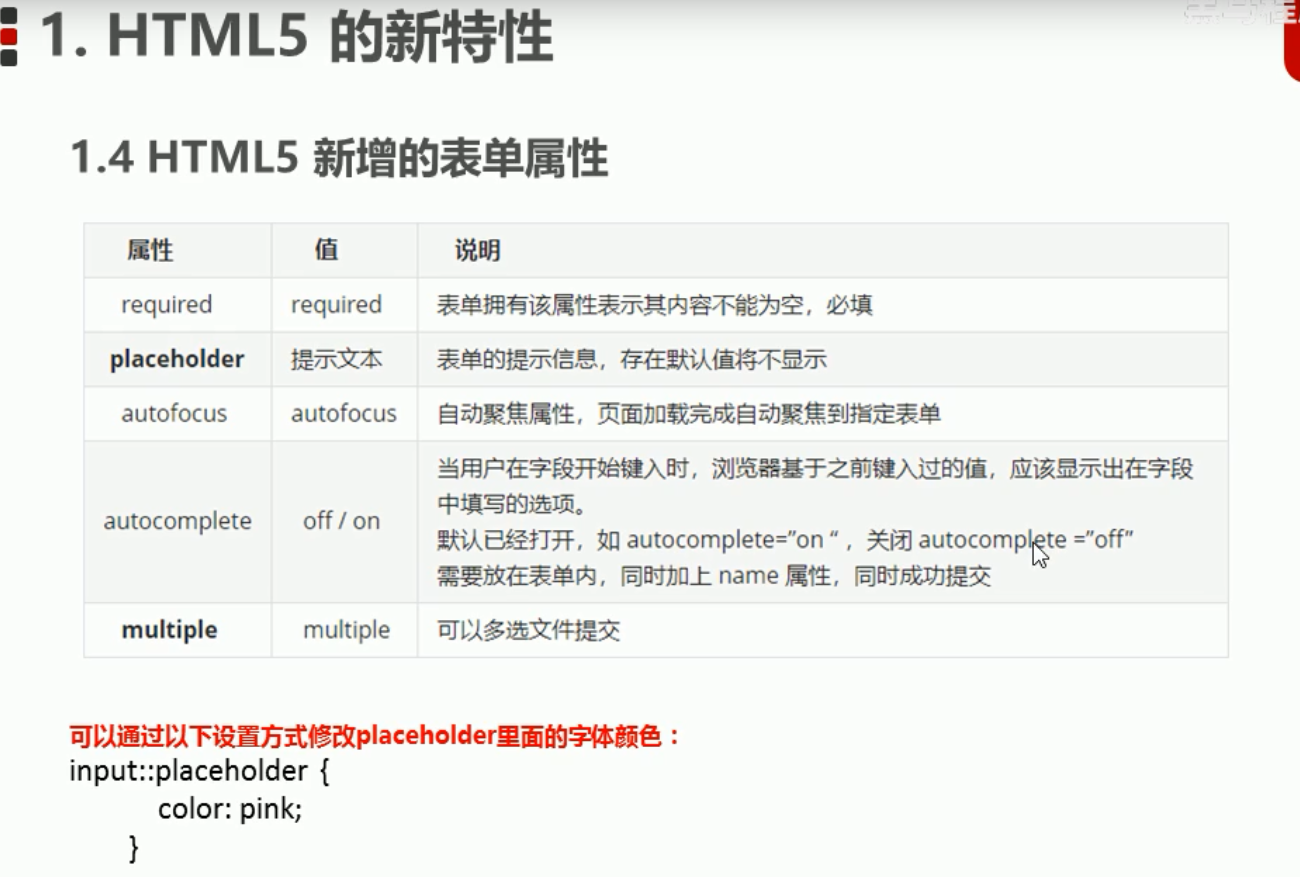 1. HTML5 的新特性
1.4 HTML5 新增的表单属性
属性 值 说明
required required 表单拥有该属性表示其内容不能为空，必填
placeholder 提示文本 表单的提示信息，存在默认值将不显示
autofocus autofocus 自动聚焦属性，页面加载完成自动聚焦到指定表单
当用户在字段开始键入时，浏览器基于之前键入过的值，应该显示出在字段
中填写的选项。
autocomplete off / on
默认已经打开，如 autocomplete=”on “ ，关闭 autocomplete =”off”
需要放在表单内，同时加上 name 属性，同时成功提交
multiple multiple 可以多选文件提交
可以通过以下设置方式修改placeholder里面的字体颜色：
input::placeholder {
color: pink;
}